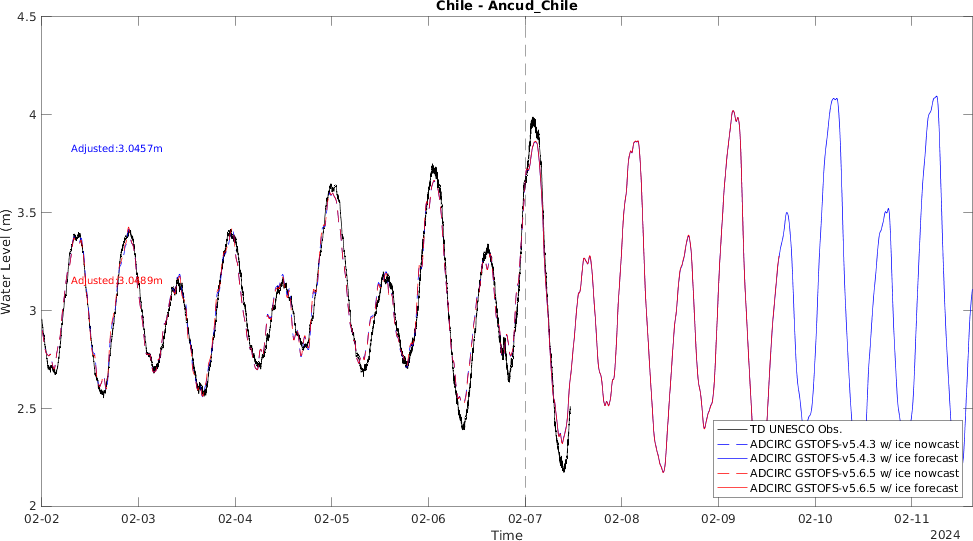 Chile - Ancud_Chile
4.5
4
3.5
3
2.5
2
Water Level (m)
Adjusted:3.0457m
Adjusted:3.0689m
TD UNESCO Obs.
ADCIRC GSTOFS-v5.4.3 w/ ice nowcast
ADCIRC GSTOFS-v5.4.3 w/ ice forecast
ADCIRC GSTOFS-v5.6.5 w/ ice nowcast
ADCIRC GSTOFS-v5.6.5 w/ ice forecast
02-02 02-03 02-04 02-05 02-06 02-07 02-08 02-09 02-10 02-11
Time
2024